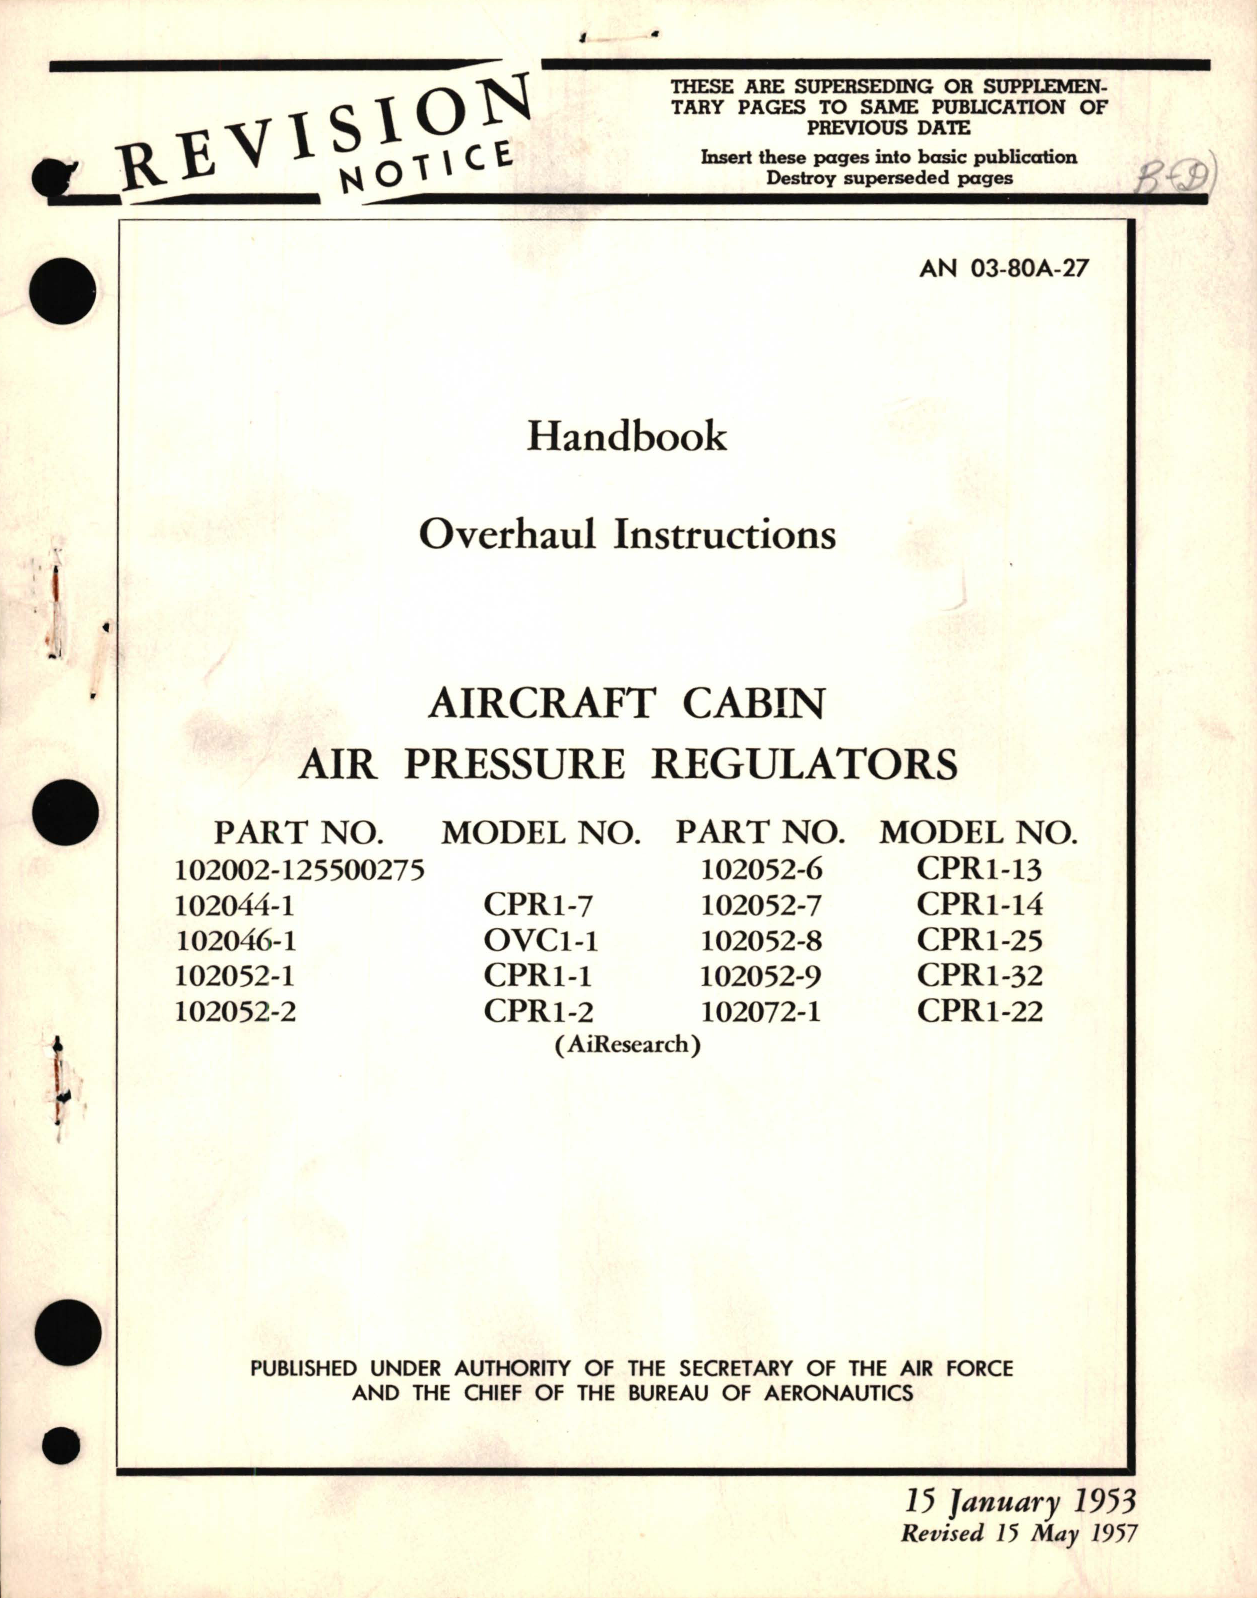 REVISION
NOTICE
THESE ARE SUPERSEDING OR SUPPLEMEN-
TARY PAGES TO SAME PUBLICATION OF
PREVIOUS DATE
Insert these pages into basic publication
Destroy superseded pages
AN 03-80A-27
Handbook
Overhaul Instructions
AIRCRAFT CABIN
AIR PRESSURE REGULATORS
PART NO. MODEL NO. PART NO. MODEL NO.
102002-125500275 102052-6 CPR1-13
102044-1 CPR1-7 102052-7 CPR1-14
102046-1 OVC1-1 102052-8 CPR1-25
102052-1 CPR1-1 102052-9 CPR1-32
102052-2 CPR1-2 102072-1 CPR1-22
(AiResearch)
PUBLISHED UNDER AUTHORITY OF THE SECRETARY OF THE AIR FORCE
AND THE CHIEF OF THE BUREAU OF AERONAUTICS
15 January 1953
Revised 15 May 1957